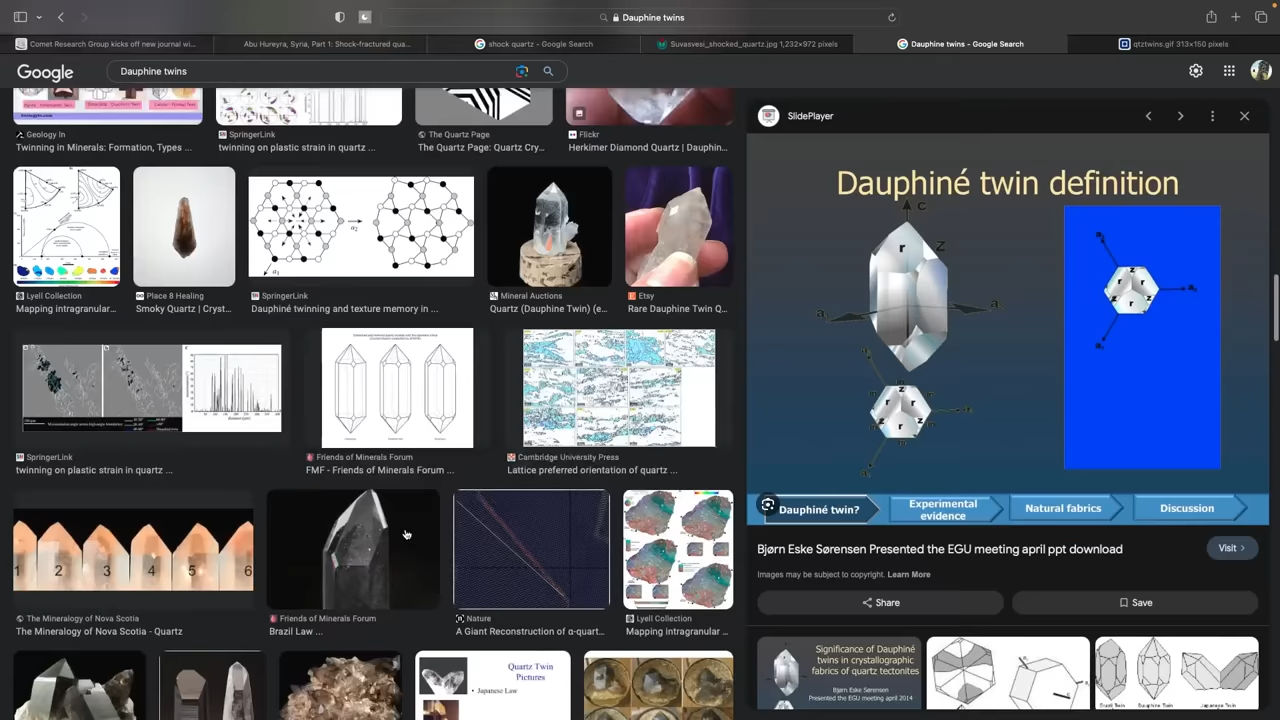 Dauphine twins
Comet Research Group kicks off new journal wi...
Abu Hureyra, Syria, Part 1: Shock-fractured qua...
shock quartz - Google Search
Suvasvesi_shocked_quartz.jpg 1,232×972 pixels
Dauphine twins - Google Search
qtztwins.gif 313×150 pixels
Google
Dauphine twins
Geology In
Twinning in Minerals: Formation, Types ...
SpringerLink
twinning on plastic strain in quartz ...
The Quartz Page
The Quartz Page: Quartz Cry...
Flickr
Herkimer Diamond Quartz | Dauphin...
Lyell Collection
Mapping intragranular...
Place 8 Healing
Smoky Quartz | Cryst...
a2
a1
SpringerLink
Dauphiné twinning and texture memory in ...
Mineral Auctions
Quartz (Dauphine Twin) (e...
Etsy
Rare Dauphine Twin Q...
SpringerLink
twinning on plastic strain in quartz ...
Friends of Minerals Forum
FMF - Friends of Minerals Forum ...
Cambridge University Press
Lattice preferred orientation of quartz ...
1 2 3 4 5 6
The Mineralogy of Nova Scotia
The Mineralogy of Nova Scotia - Quartz
Friends of Minerals Forum
Brazil Law ...
Nature
A Giant Reconstruction of α-quart...
Lyell Collection
Mapping intragranular ...
Quartz Twin
Pictures
• Japanese Law
SlidePlayer
Dauphiné twin definition
c
r
z
Dauphiné twin?
Experimental
evidence
Natural fabrics
Discussion
Bjørn Eske Sørensen Presented the EGU meeting april ppt download
Visit
Images may be subject to copyright. Learn More
Share
Save
Significance of Dauphiné
twins in crystallographic
fabrics of quartz tectonites
Bjørn Eske Sørensen
Presented the EGU meeting april 2014